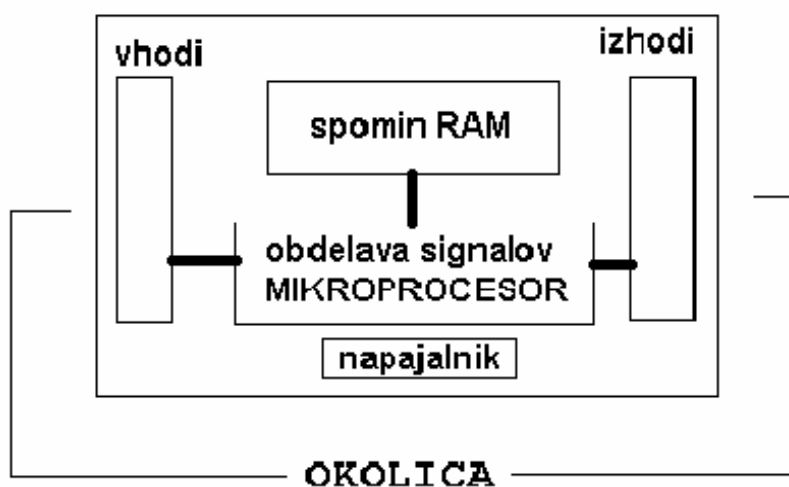 vhodi
izhodi
spomin RAM
obdelava signalov
MIKROPROCESOR
napajalnik
OKOLICA